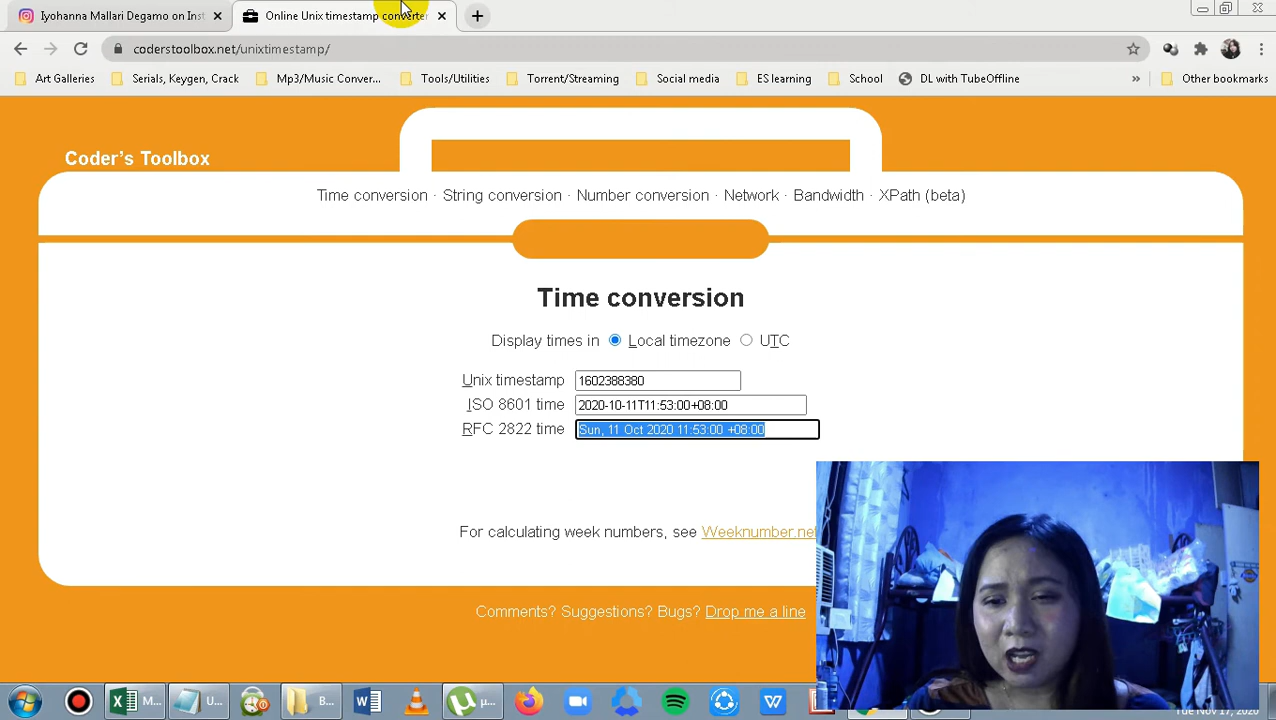 Iyohanna Mallari Degamo on Inst
Online Unix timestamp converter
coderstoolbox.net/unixtimestamp/
Art Galleries
Serials, Keygen, Crack
Mp3/Music Conver...
Tools/Utilities
Torrent/Streaming
Social media
ES learning
School
DL with TubeOffline
»
Other bookmarks
Coder's Toolbox
Time conversion · String conversion · Number conversion · Network · Bandwidth · XPath (beta)
Time conversion
Display times in Local timezone UTC
Unix timestamp 1602388380
ISO 8601 time 2020-10-11T11:53:00+08:00
RFC 2822 time Sun, 11 Oct 2020 11:53:00 +08:00
For calculating week numbers, see Weeknumber.net
Comments? Suggestions? Bugs? Drop me a line
M...
U...
B...
µ...
Tue Nov 17, 2020